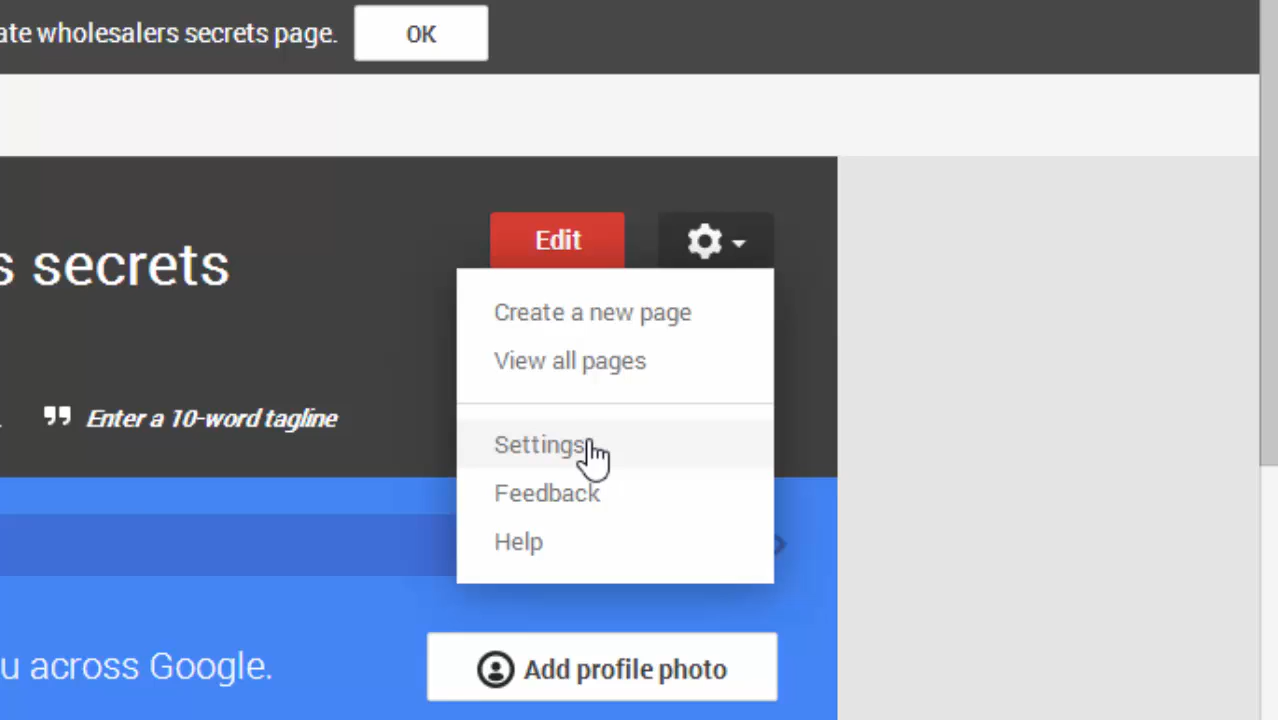 ate wholesalers secrets page.
OK
Edit
s secrets
Create a new page
View all pages
Enter a 10-word tagline
Settings
Feedback
Help
u across Google.
Add profile photo